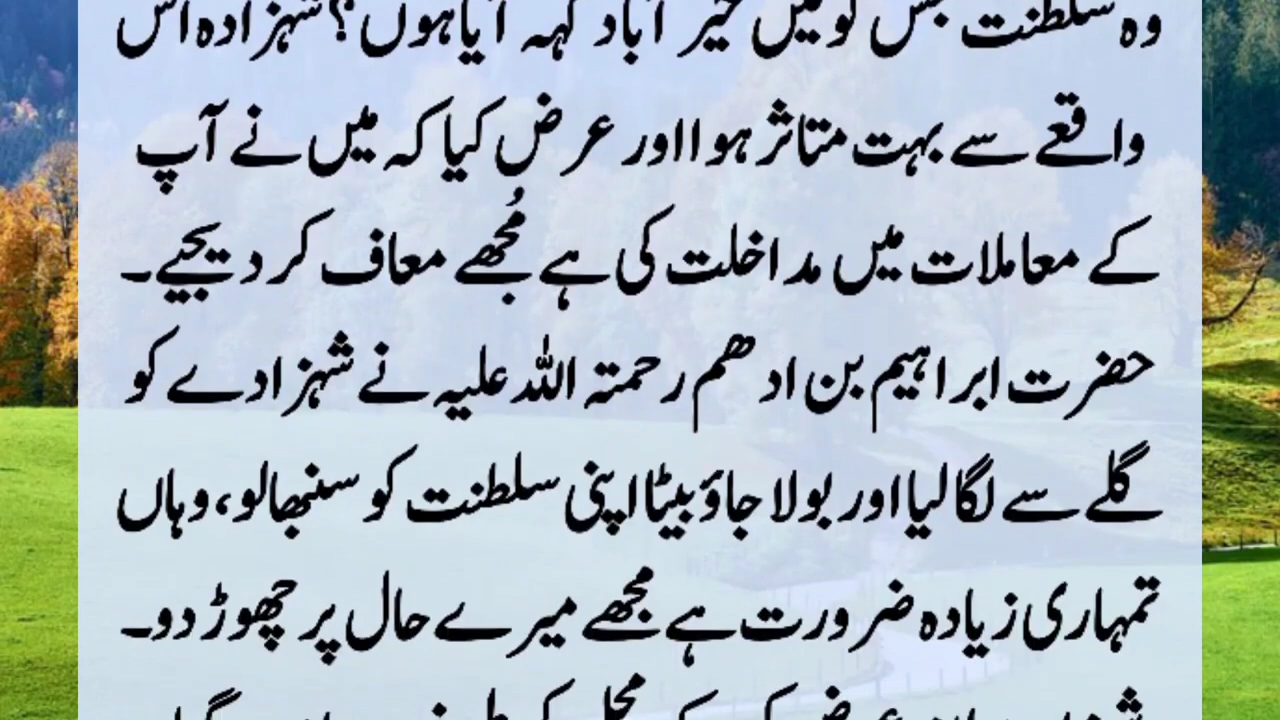 وہ سلطنت جس کو میں خیر آباد کہہ آیا ہوں؟ شہزادہ اس
واقعے سے بہت متاثر ہوا اور عرض کیا کہ میں نے آپ
کے معاملات میں مداخلت کی ہے مُجھے معاف کر دیجیے۔
حضرت ابراہیم بن ادھم رحمتہ اللہ علیہ نے شہزادے کو
گلے سے لگا لیا اور بولا جاؤ بیٹا اپنی سلطنت کو سنبھالو، وہاں
تمہاری زیادہ ضرورت ہے مجھے میرے حال پر چھوڑ دو۔